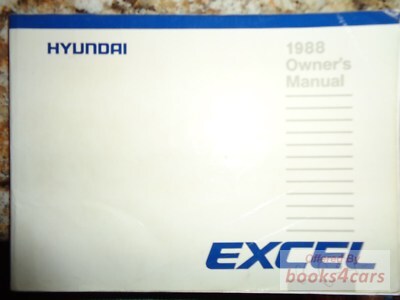 HYUNDAI
1988
Owner's
Manual
EXCEL
Offered By
books4cars